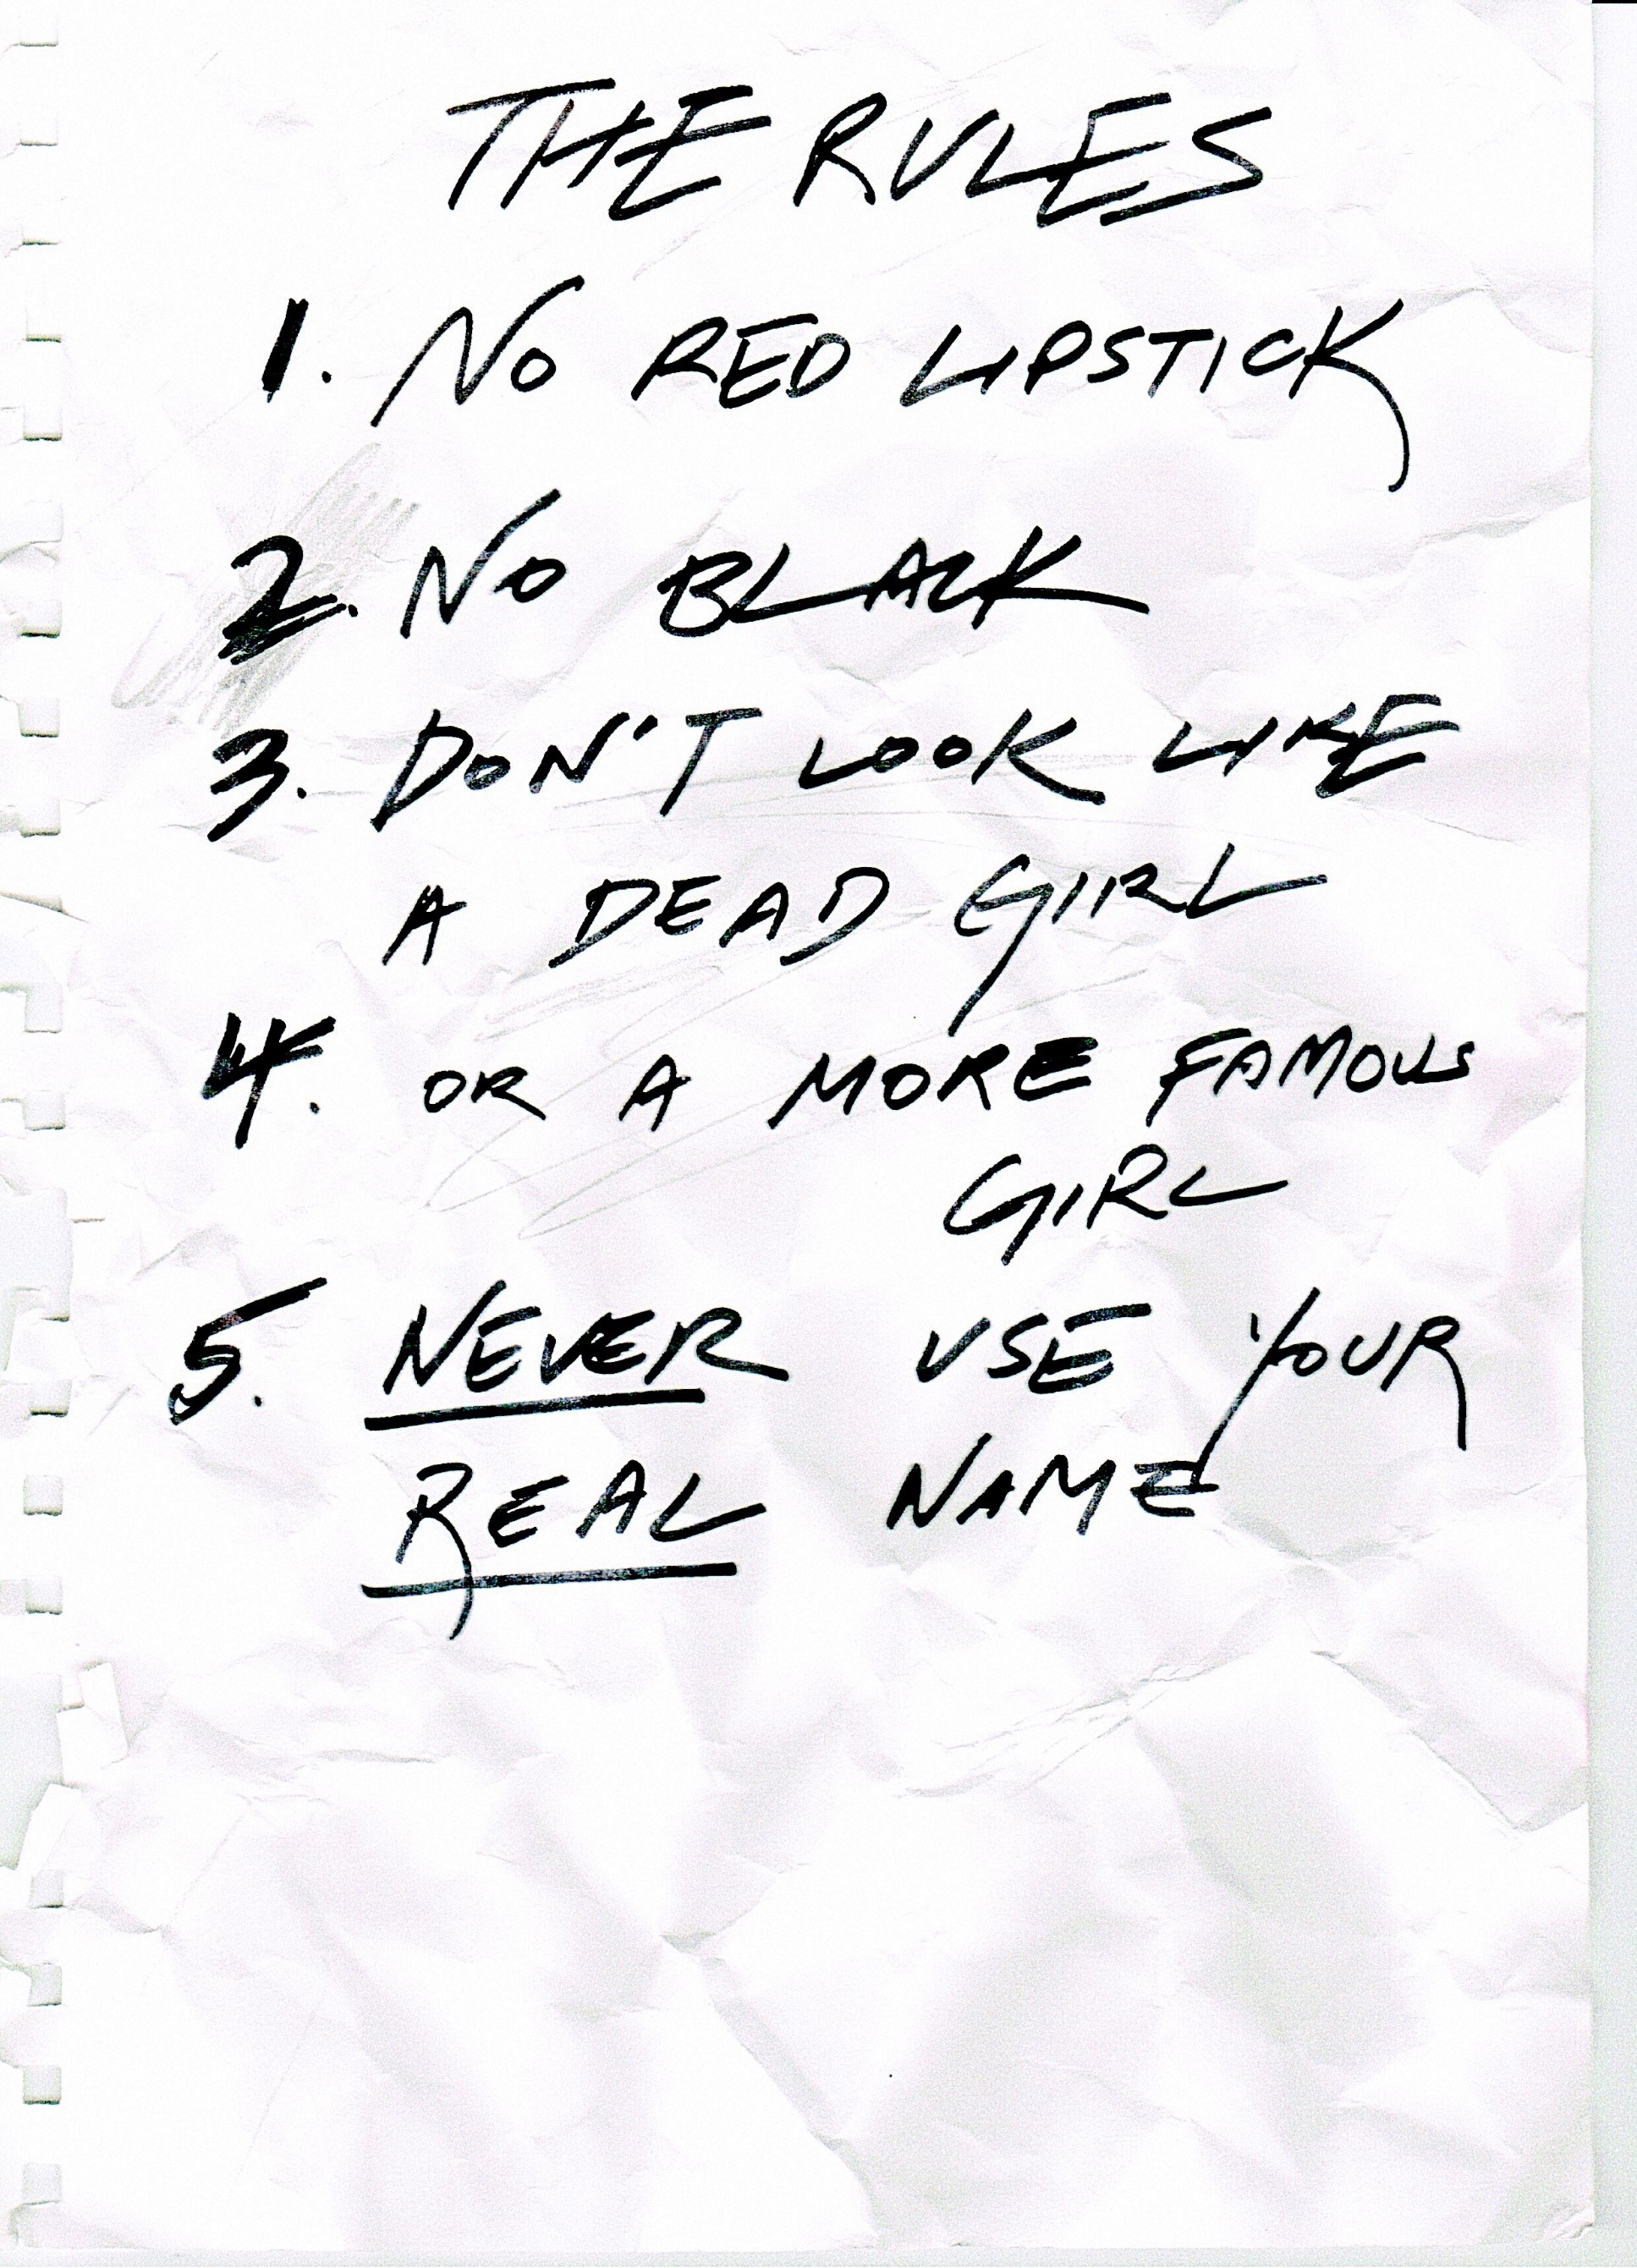 THE RULES
1. NO RED LIPSTICK
2. NO BLACK
3. DON'T LOOK LIKE
A DEAD GIRL
4. OR A MORE FAMOUS
GIRL
5. NEVER USE YOUR
REAL NAME